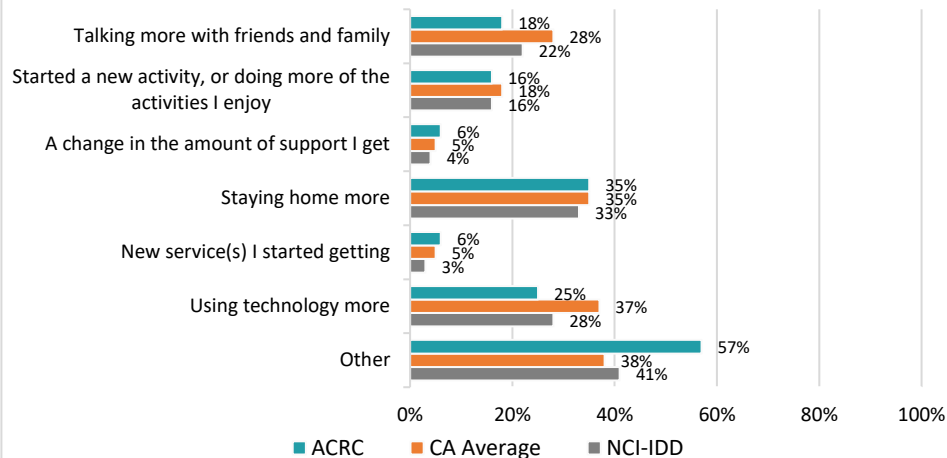 Talking more with friends and family
18%
28%
22%
Started a new activity, or doing more of the
activities I enjoy
16%
18%
16%
A change in the amount of support I get
6%
5%
4%
Staying home more
35%
35%
33%
New service(s) I started getting
6%
5%
3%
Using technology more
25%
37%
28%
Other
57%
38%
41%
0% 20% 40% 60% 80% 100%
ACRC CA Average NCI-IDD